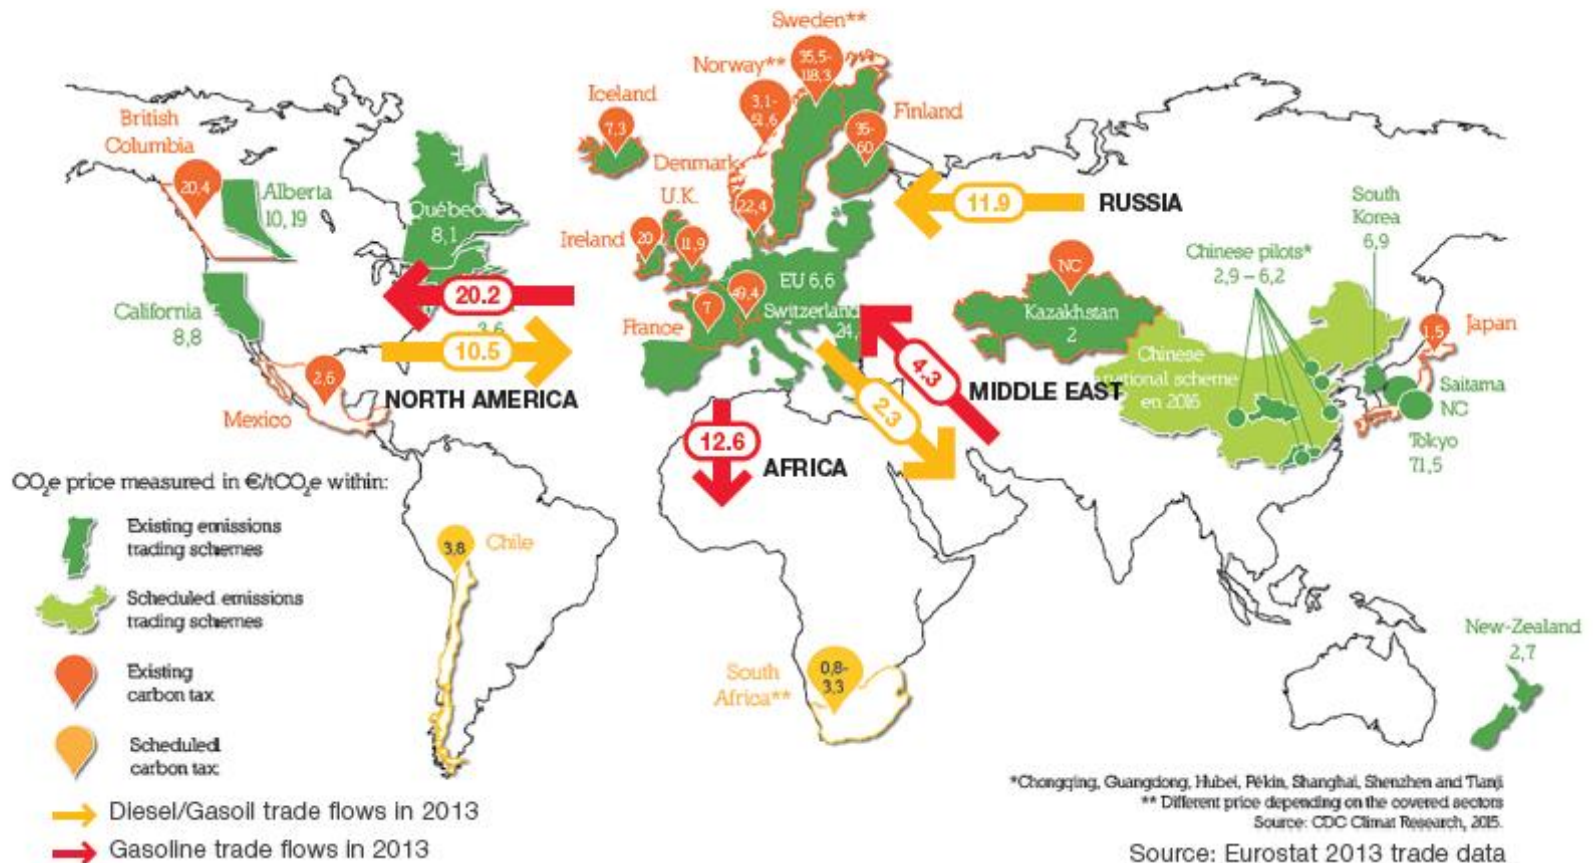 Sweden**
35,5-
118,3
Norway**
3,1-
51,6
Iceland
7,3
Finland
35-
60
British
Columbia
20,4
Alberta
10,19
Québec
8,1
Denmark
22,4
U.K.
11,9
Ireland
20
11.9
RUSSIA
South
Korea
6,9
Chinese pilots*
2,9 – 6,2
NC
Kazakhstan
2
EU 6,6
49,4
Switzerland
24,
7
France
20.2
3,6
10.5
NORTH AMERICA
California
8,8
2,6
Mexico
4.3
2.3
MIDDLE EAST
12.6
AFRICA
Chinese
national scheme
en 2016
1,5
Japan
Saitama
NC
Tokyo
71,5
CO₂e price measured in €/tCO₂e within:
Existing emissions
trading schemes
Scheduled emissions
trading schemes
Existing
carbon tax
Scheduled
carbon tax
Diesel/Gasoil trade flows in 2013
Gasoline trade flows in 2013
3,8
Chile
South
Africa**
0,8-
3,3
New-Zealand
2,7
*Chongqing, Guangdong, Hubei, Pékin, Shanghai, Shenzhen and Tianji
** Different price depending on the covered sectors
Source: CDC Climat Research, 2015.
Source: Eurostat 2013 trade data